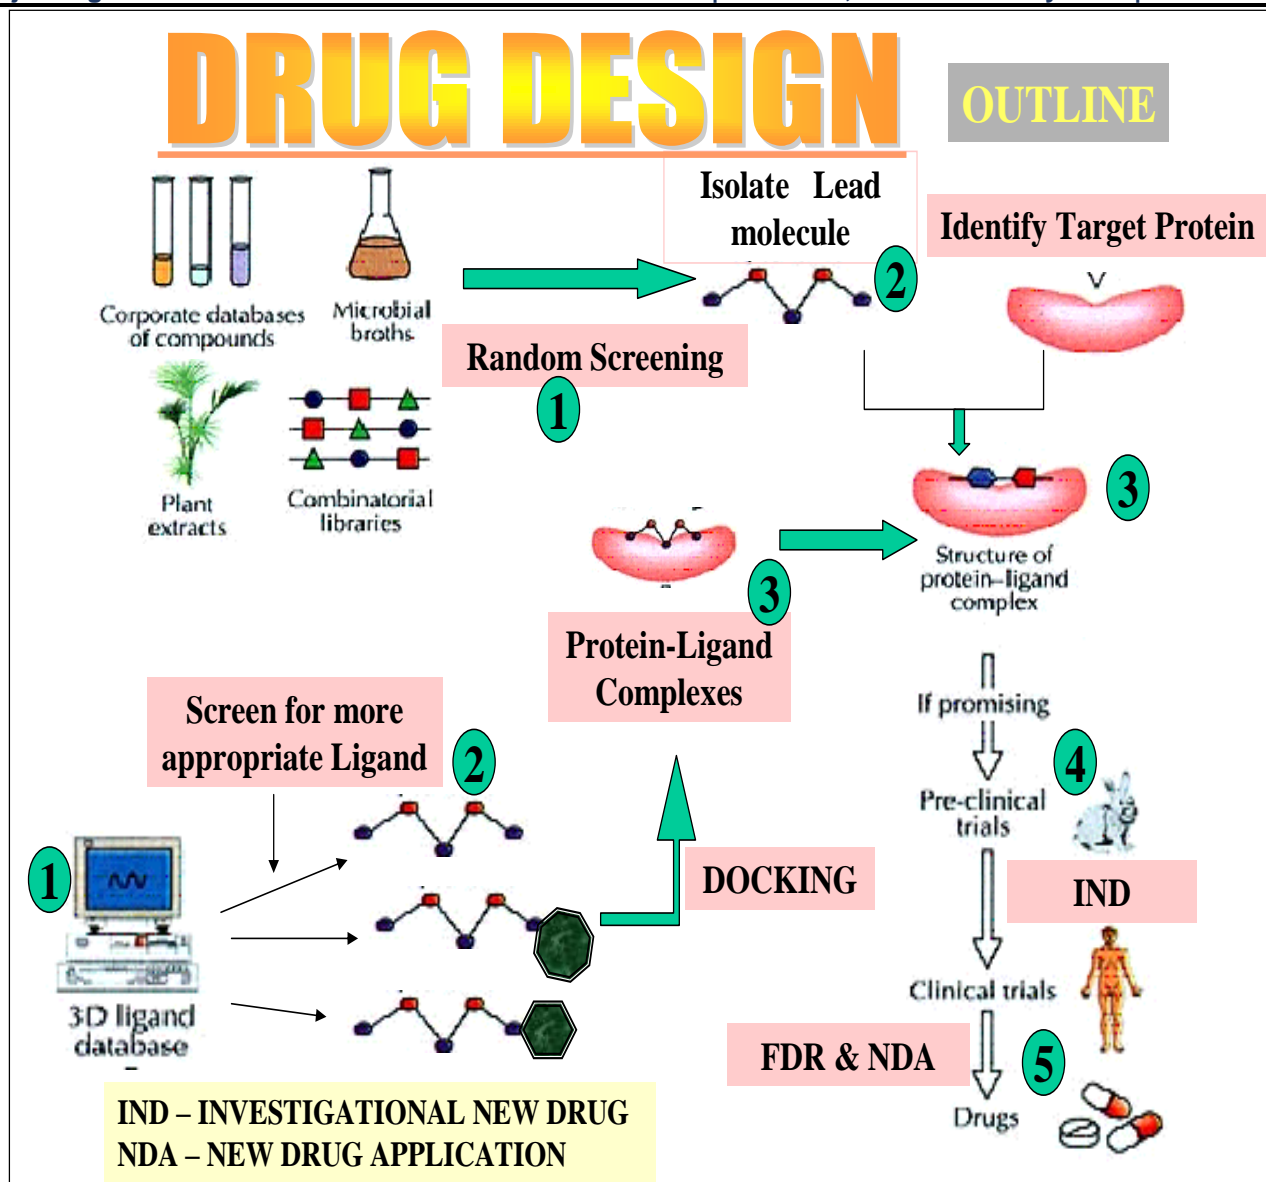 DRUG DESIGN
OUTLINE
Isolate Lead
molecule
2
Identify Target Protein
Corporate databases
of compounds
Microbial
broths
Random Screening
1
Plant
extracts
Combinatorial
libraries
3
Structure of
protein–ligand
complex
3
Protein-Ligand
Complexes
Screen for more
appropriate Ligand
2
If promising
4
Pre-clinical
trials
1
DOCKING
IND
3D ligand
database
Clinical trials
FDR & NDA
5
Drugs
IND – INVESTIGATIONAL NEW DRUG
NDA – NEW DRUG APPLICATION